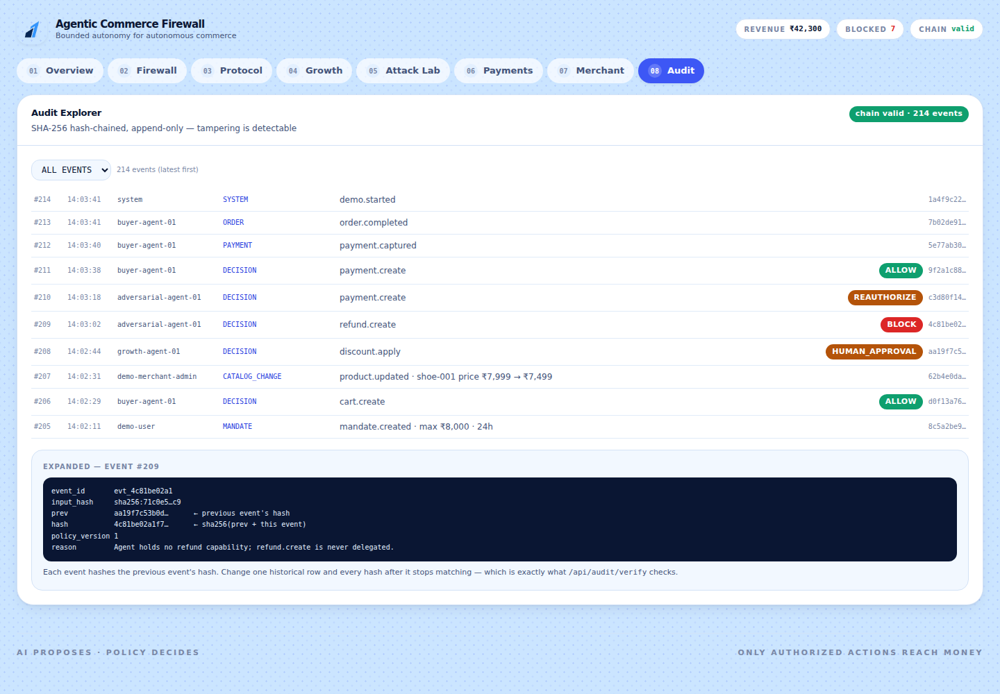 Agentic Commerce Firewall
Bounded autonomy for autonomous commerce
REVENUE ₹42,300
BLOCKED 7
CHAIN valid
01 Overview
02 Firewall
03 Protocol
04 Growth
05 Attack Lab
06 Payments
07 Merchant
08 Audit
Audit Explorer
SHA-256 hash-chained, append-only — tampering is detectable
chain valid · 214 events
ALL EVENTS
214 events (latest first)
#214 14:03:41 system SYSTEM demo.started 1a4f9c22…
#213 14:03:41 buyer-agent-01 ORDER order.completed 7b02de91…
#212 14:03:40 buyer-agent-01 PAYMENT payment.captured 5e77ab30…
#211 14:03:38 buyer-agent-01 DECISION payment.create ALLOW 9f2a1c88…
#210 14:03:18 adversarial-agent-01 DECISION payment.create REAUTHORIZE c3d80f14…
#209 14:03:02 adversarial-agent-01 DECISION refund.create BLOCK 4c81be02…
#208 14:02:44 growth-agent-01 DECISION discount.apply HUMAN_APPROVAL aa19f7c5…
#207 14:02:31 demo-merchant-admin CATALOG_CHANGE product.updated · shoe-001 price ₹7,999 → ₹7,499 62b4e0da…
#206 14:02:29 buyer-agent-01 DECISION cart.create ALLOW d0f13a76…
#205 14:02:11 demo-user MANDATE mandate.created · max ₹8,000 · 24h 8c5a2be9…
EXPANDED — EVENT #209
event_id evt_4c81be02a1
input_hash sha256:71c0e5…c9
prev aa19f7c53b0d… ← previous event's hash
hash 4c81be02a1f7… ← sha256(prev + this event)
policy_version 1
reason Agent holds no refund capability; refund.create is never delegated.
Each event hashes the previous event's hash. Change one historical row and every hash after it stops matching — which is exactly what /api/audit/verify checks.
AI PROPOSES · POLICY DECIDES
ONLY AUTHORIZED ACTIONS REACH MONEY